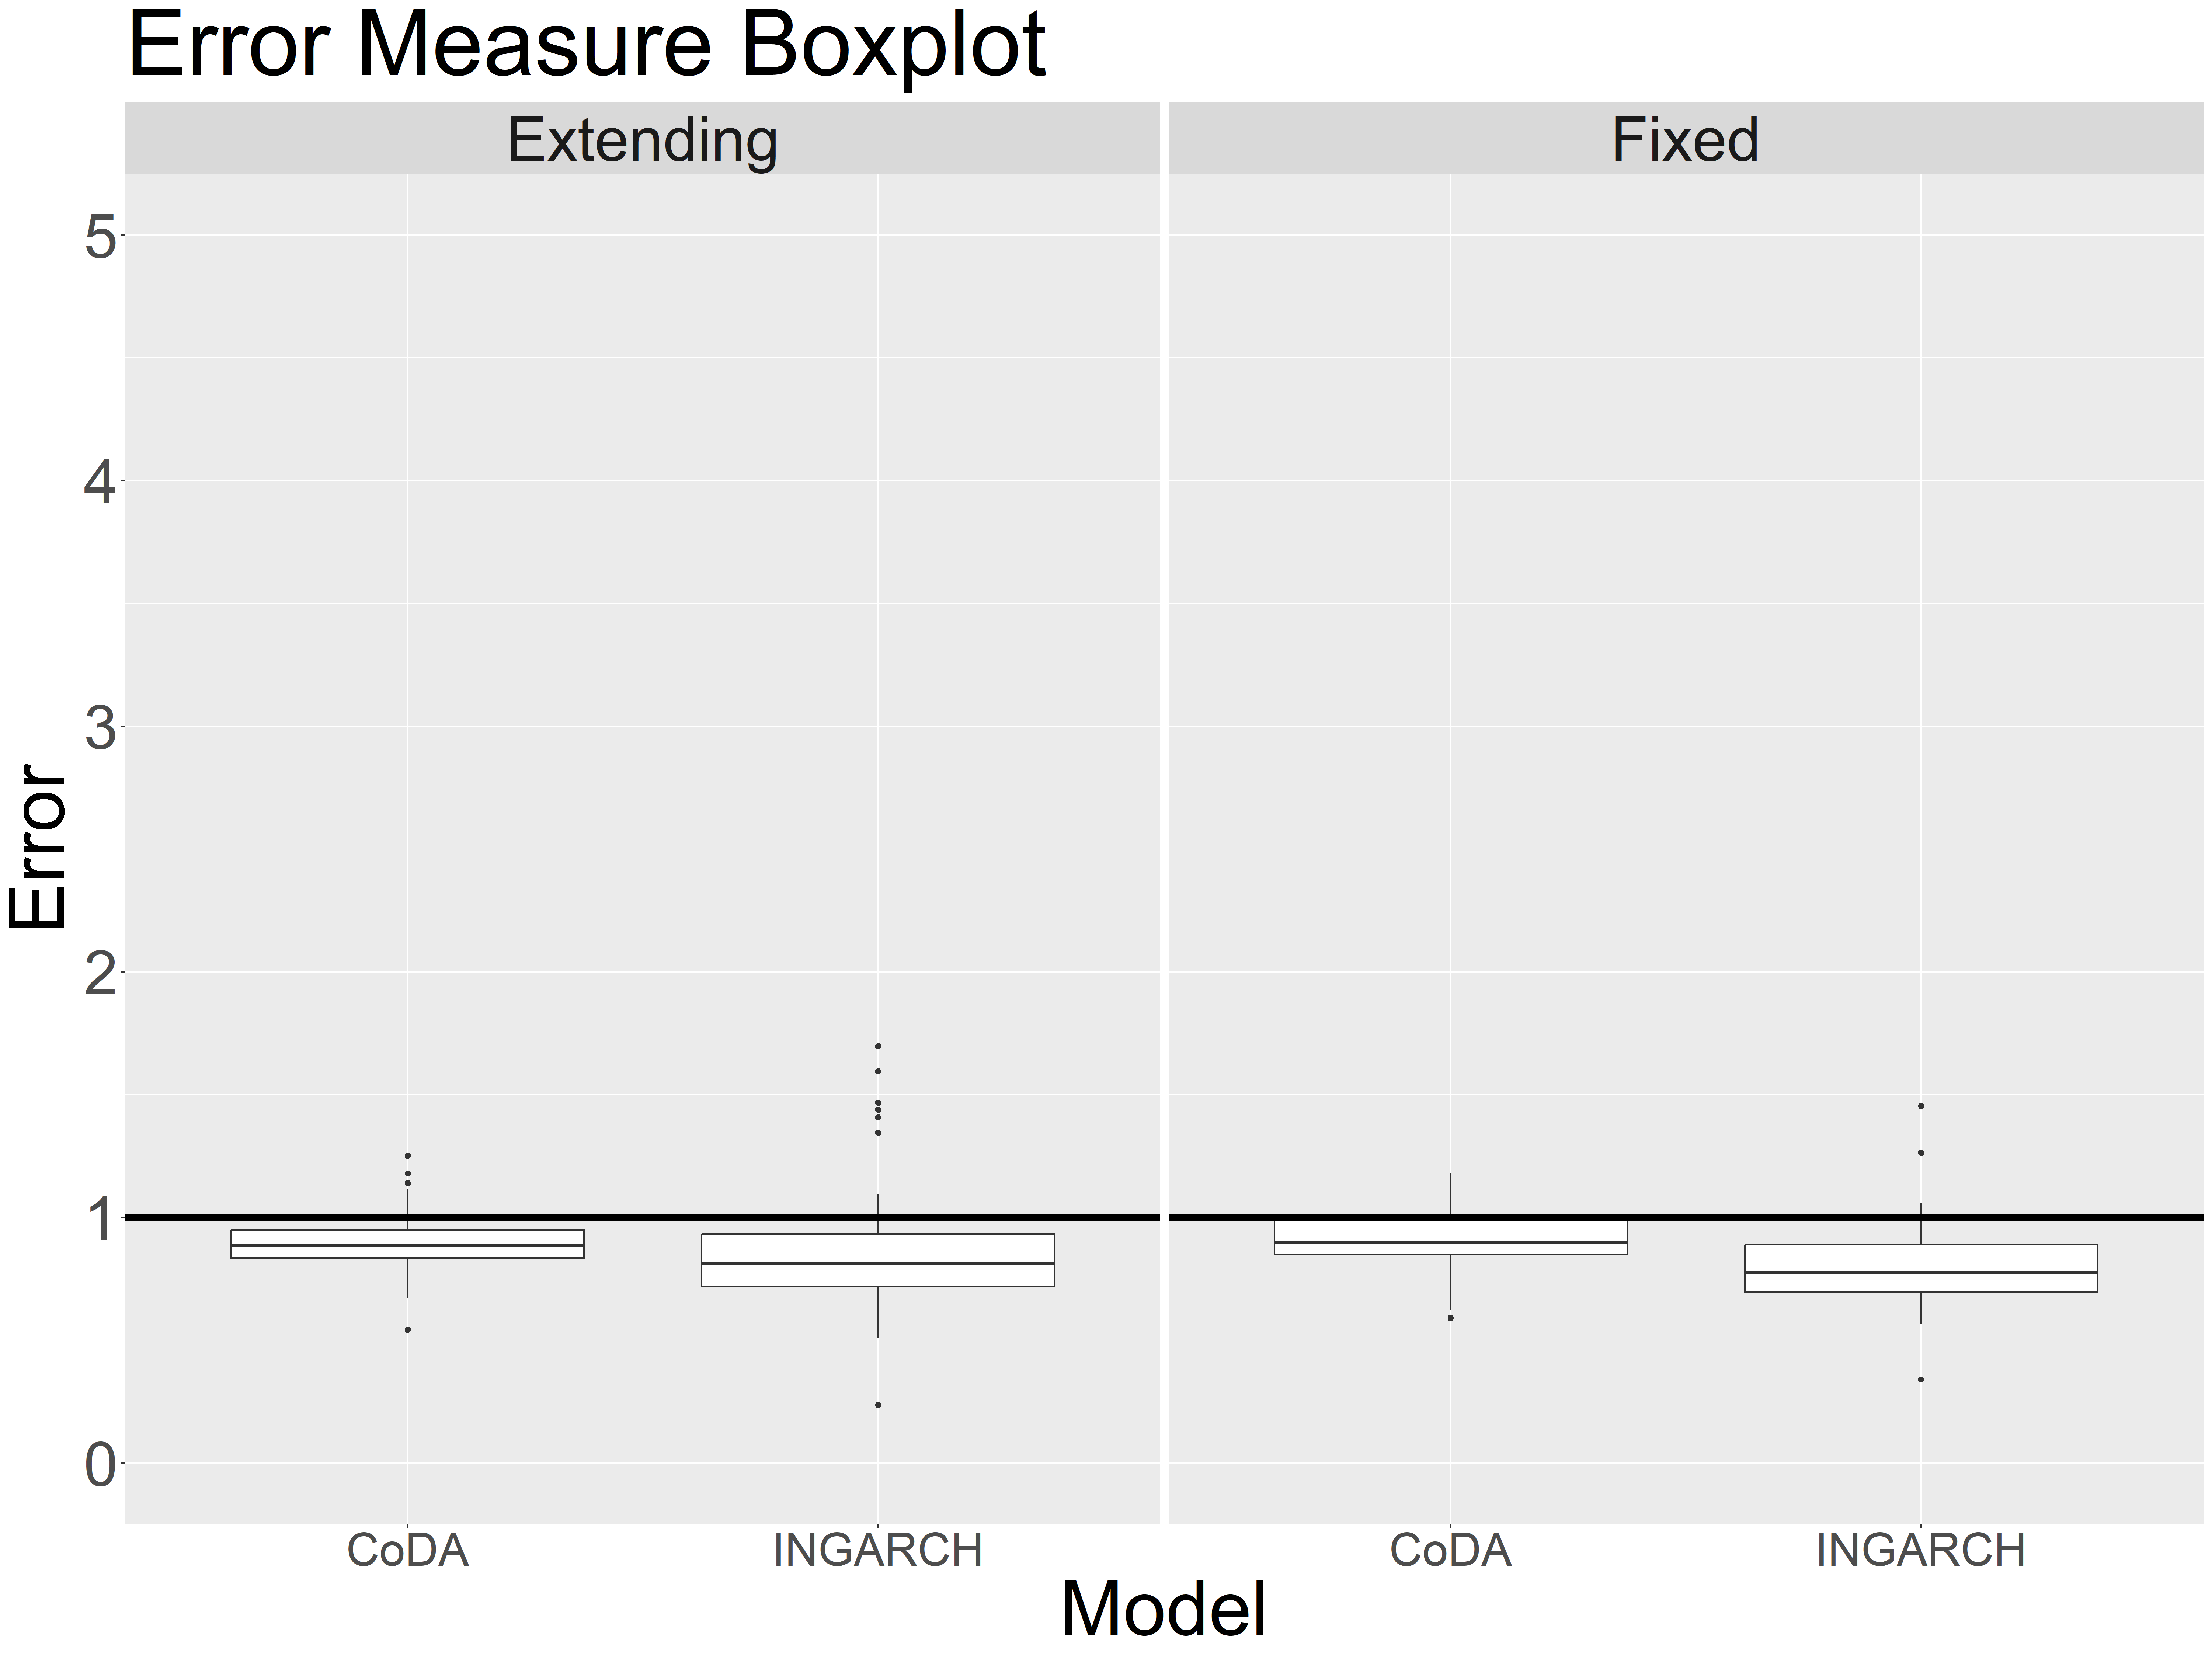 Error Measure Boxplot
Extending
Fixed
5
4
3
2
1
0
Error
CoDA
INGARCH
CoDA
INGARCH
Model